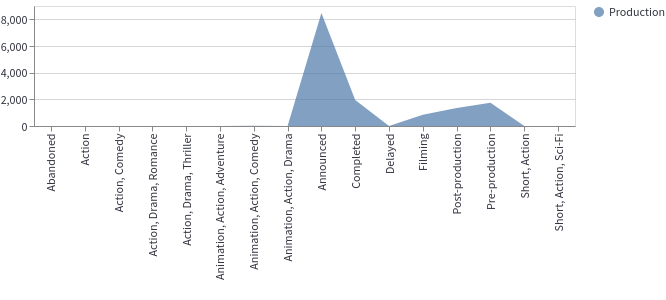 Production
8,000
6,000
4,000
2,000
0
Abandoned
Action
Action, Comedy
Action, Drama, Romance
Action, Drama, Thriller
Animation, Action, Adventure
Animation, Action, Comedy
Animation, Action, Drama
Announced
Completed
Delayed
Filming
Post-production
Pre-production
Short, Action
Short, Action, Sci-Fi